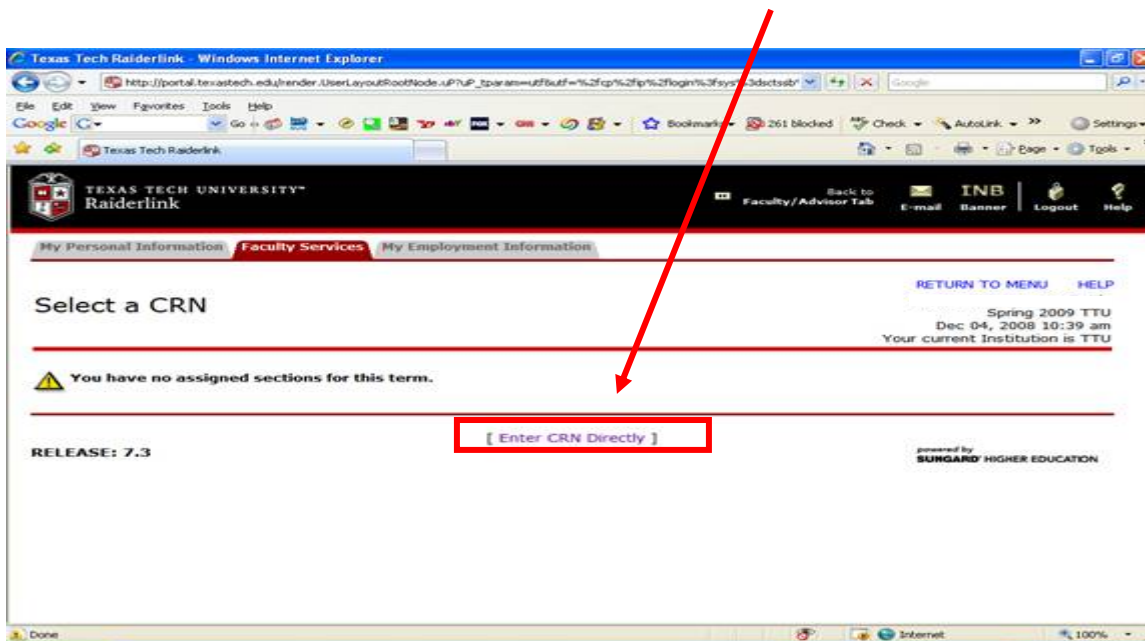 Texas Tech Raiderlink - Windows Internet Explorer
Google
File Edit View Favorites Tools Help
Google G Go Bookmarks 261 blocked Check AutoLink >> Settings
Texas Tech Raiderlink Page Tools
TEXAS TECH UNIVERSITY™
Raiderlink
Back to
Faculty/Advisor Tab
E-mail
INB
Banner
Logout
Help
My Personal Information Faculty Services My Employment Information
RETURN TO MENU HELP
Select a CRN
Spring 2009 TTU
Dec 04, 2008 10:39 am
Your current Institution is TTU
You have no assigned sections for this term.
[ Enter CRN Directly ]
RELEASE: 7.3
powered by
SUNGARD® HIGHER EDUCATION
Done Internet 100%